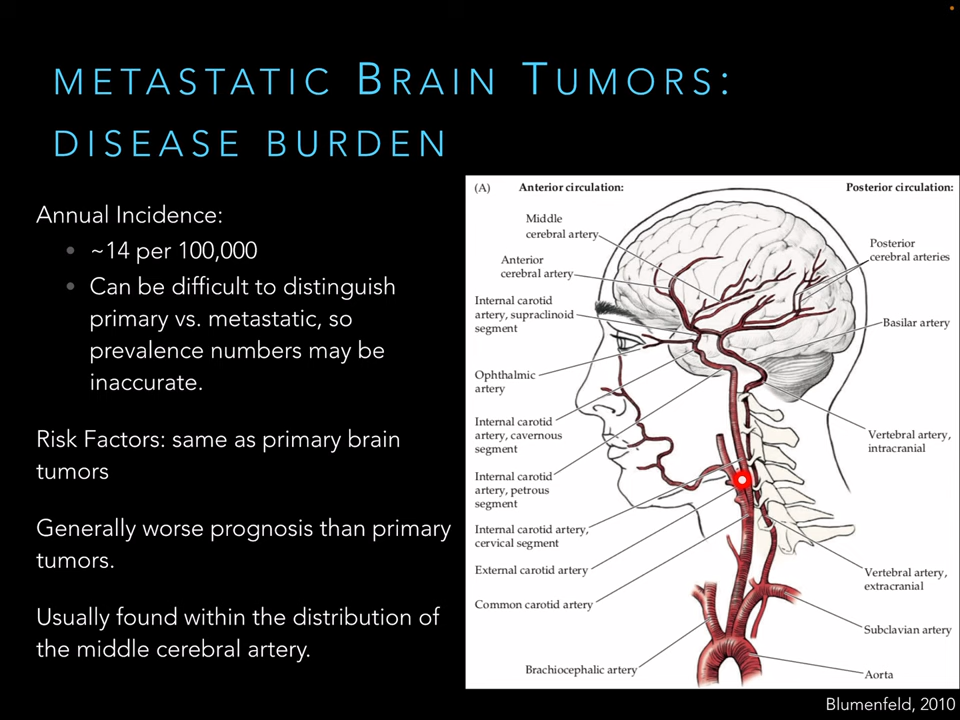 METASTATIC BRAIN TUMORS:
DISEASE BURDEN
Annual Incidence:
~14 per 100,000
Can be difficult to distinguish
primary vs. metastatic, so
prevalence numbers may be
inaccurate.
Risk Factors: same as primary brain
tumors
Generally worse prognosis than primary
tumors.
Usually found within the distribution of
the middle cerebral artery.
(A) Anterior circulation:
Posterior circulation:
Middle
cerebral artery
Anterior
cerebral artery
Internal carotid
artery, supraclinoid
segment
Ophthalmic
artery
Internal carotid
artery, cavernous
segment
Internal carotid
artery, petrous
segment
Internal carotid artery,
cervical segment
External carotid artery
Common carotid artery
Brachiocephalic artery
Posterior
cerebral arteries
Basilar artery
Vertebral artery,
intracranial
Vertebral artery,
extracranial
Subclavian artery
Aorta
Blumenfeld, 2010